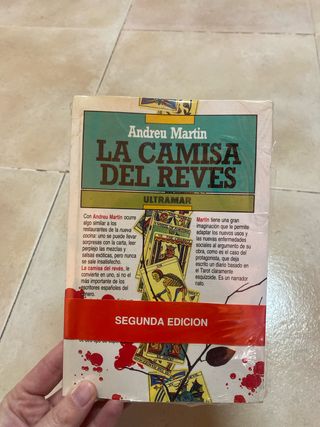 Andreu Martin
LA CAMISA
DEL REVES
ULTRAMAR
Con Andreu Martín ocurre
algo similar a los
restaurantes de la nueva
cocina: uno se puede llevar
sorpresas con la carta, leer
perplejo las mezclas y
salsas exóticas, pero nunca
se sale insatisfecho.
La camisa del revés, le
convierte en uno, si no el
más importante de los
escritores españoles del
género.
Martín tiene una gran
imaginación que le permite
adaptar los nuevos usos y
las nuevas enfermedades
sociales al argumento de su
obra, como es el caso del
protagonista, que deja
escrito un diario basado en
el Tarot claramente
esquizoide. Es un narrador
nato
SEGUNDA EDICION